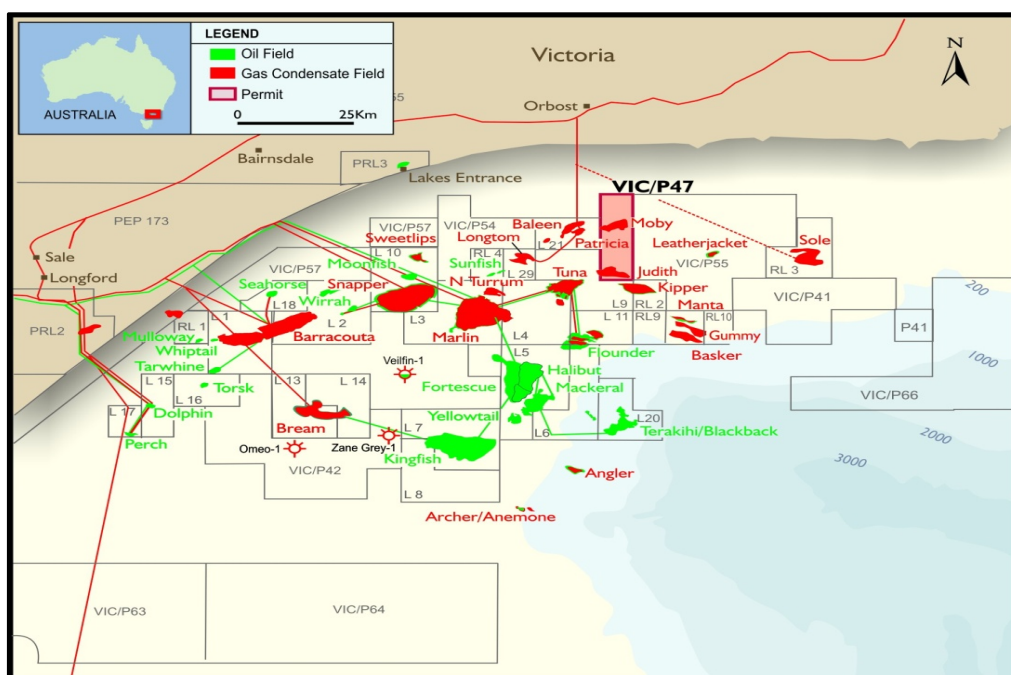 LEGEND
Oil Field
Gas Condensate Field
Permit
0 25Km
AUSTRALIA
Victoria
N
Orbost
Bairnsdale
PRL3
Lakes Entrance
VIC/P47
PEP 173
Sale
Longford
VIC/P57
VIC/P54
Baleen
Moby
Sweetlips
Longtom
L 21
Patricia
Leatherjacket
Sole
L 10
RL 4
VIC/P55
Moonfish
Sunfish
L 29
Tuna
Judith
RL 3
VIC/P57
Snapper
N-Turrum
Kipper
Seahorse
Wirrah
L9
RL 2
Manta
VIC/P41
200
L18
L 2
L3
L 11
RL9
RL10
PRL2
RL 1
L 1
Mulloway
Barracouta
Marlin
L4
Gummy
P41
Whiptail
L5
Flounder
Basker
1000
Tarwhine
Veilfin-1
Halibut
Torsk
L13
L 14
Fortescue
Mackeral
VIC/P66
L 15
L 16
L 17
Dolphin
Yellowtail
L20
Bream
L 7
L6
Terakihi/Blackback
2000
Perch
Omeo-1
Zane Grey-1
Kingfish
3000
VIC/P42
Angler
L 8
Archer/Anemone
VIC/P63
VIC/P64